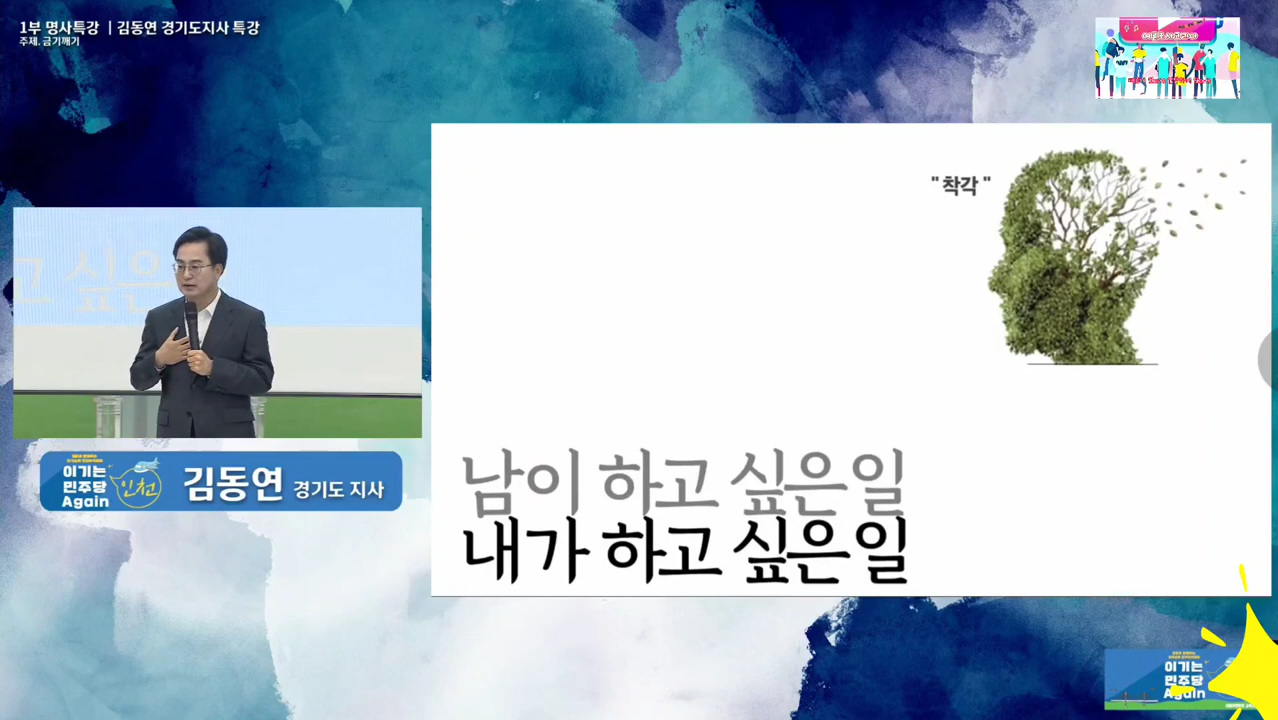 1부 명사특강 | 김동연 경기도지사 특강
주제. 금기깨기
" 착각 "
고 싶은
남이 하고 싶은 일
내가 하고 싶은 일
이기는
민주당
Again
인천
김동연 경기도 지사
이기는
민주당
Again